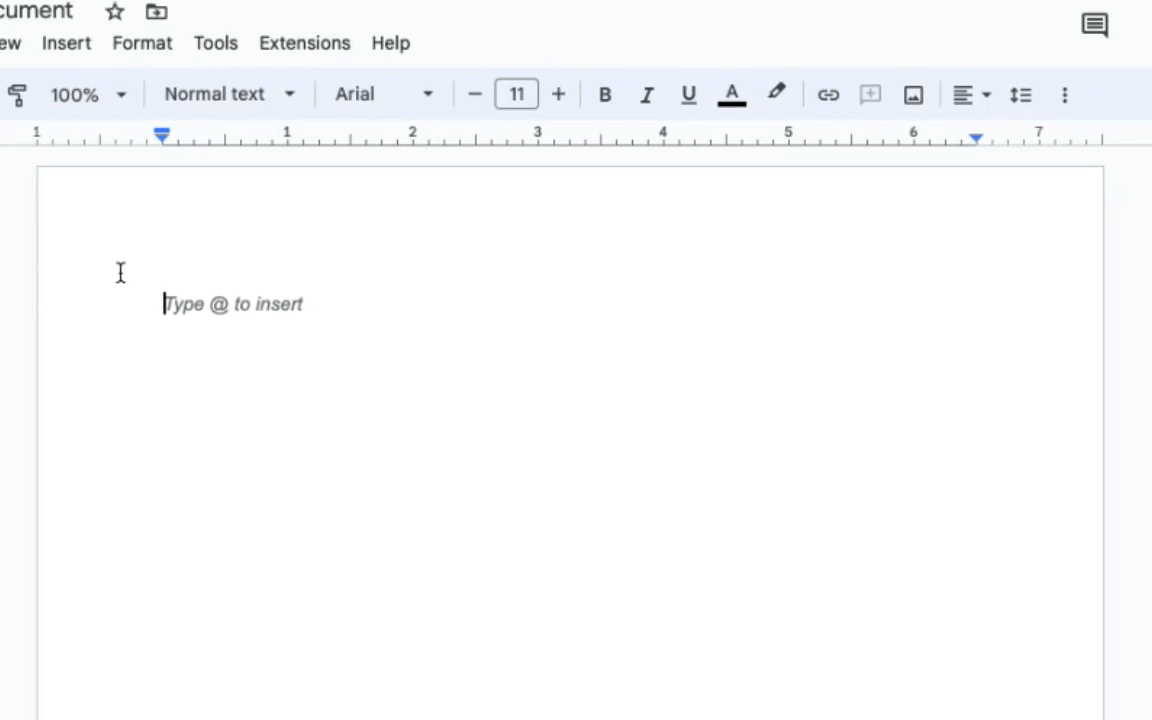 cument
ew Insert Format Tools Extensions Help
100% Normal text Arial − 11 + B I U A
1 1 2 3 4 5 6 7
Type @ to insert